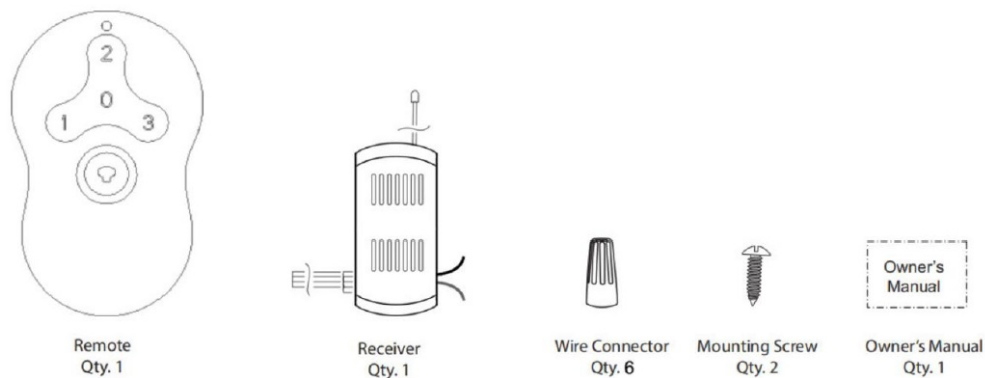 2
0
1 3
Owner's
Manual
Remote
Qty. 1
Receiver
Qty. 1
Wire Connector
Qty. 6
Mounting Screw
Qty. 2
Owner's Manual
Qty. 1